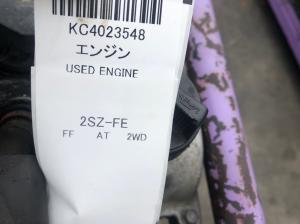 KC4023548
エンジン
USED ENGINE
2SZ-FE
FF AT 2WD